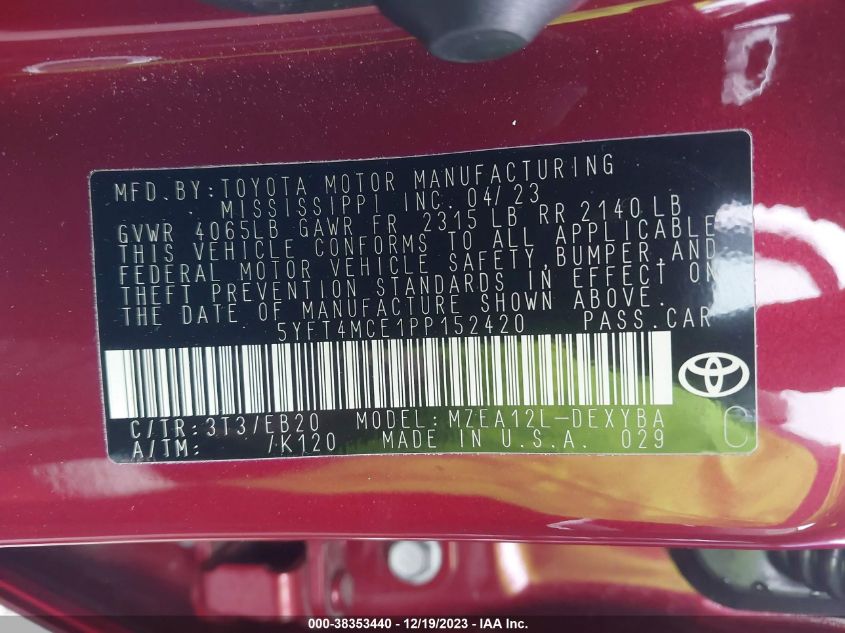 MFD. BY: TOYOTA MOTOR MANUFACTURING
MISSISSIPPI INC. 04/23
GVWR 4065LB GAWR FR 2315 LB RR 2140 LB
THIS VEHICLE CONFORMS TO ALL APPLICABLE
FEDERAL MOTOR VEHICLE SAFETY, BUMPER, AND
THEFT PREVENTION STANDARDS IN EFFECT ON
THE DATE OF MANUFACTURE SHOWN ABOVE.
5YFT4MCE1PP152420 PASS. CAR
C/TR: 3T3/EB20 MODEL: MZEA12L-DEXYBA
A/TM: /K120 MADE IN U.S.A. 029 C
000-38353440 - 12/19/2023 - IAA Inc.